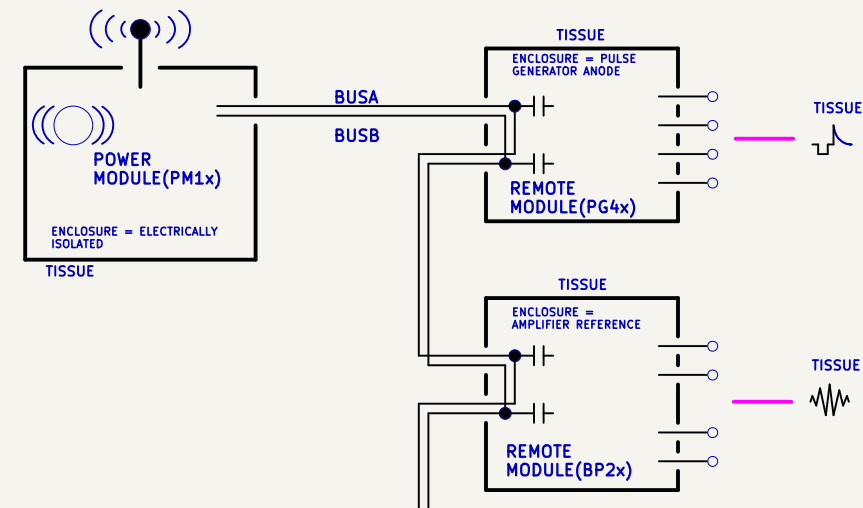 TISSUE
ENCLOSURE = PULSE
GENERATOR ANODE
BUSA
BUSB
TISSUE
POWER
MODULE(PM1x)
REMOTE
MODULE(PG4x)
ENCLOSURE = ELECTRICALLY
ISOLATED
TISSUE
TISSUE
ENCLOSURE =
AMPLIFIER REFERENCE
TISSUE
REMOTE
MODULE(BP2x)